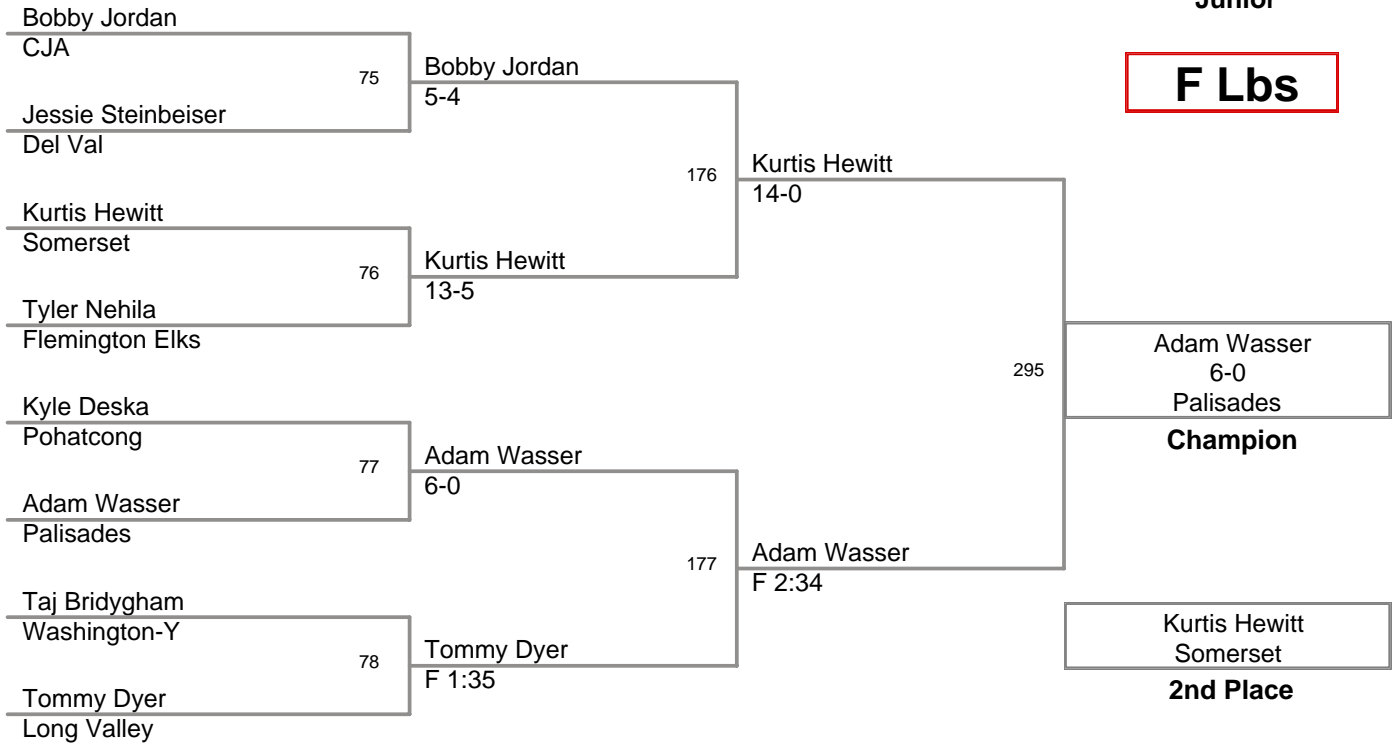 Junior
F Lbs
Bobby Jordan
CJA
75
Jessie Steinbeiser
Del Val
Kurtis Hewitt
Somerset
76
Tyler Nehila
Flemington Elks
Kyle Deska
Pohatcong
77
Adam Wasser
Palisades
Taj Bridygham
Washington-Y
78
Tommy Dyer
Long Valley
Bobby Jordan
5-4
176
Kurtis Hewitt
13-5
Adam Wasser
6-0
177
Tommy Dyer
F 1:35
Kurtis Hewitt
14-0
295
Adam Wasser
F 2:34
Adam Wasser
6-0
Palisades
Champion
Kurtis Hewitt
Somerset
2nd Place